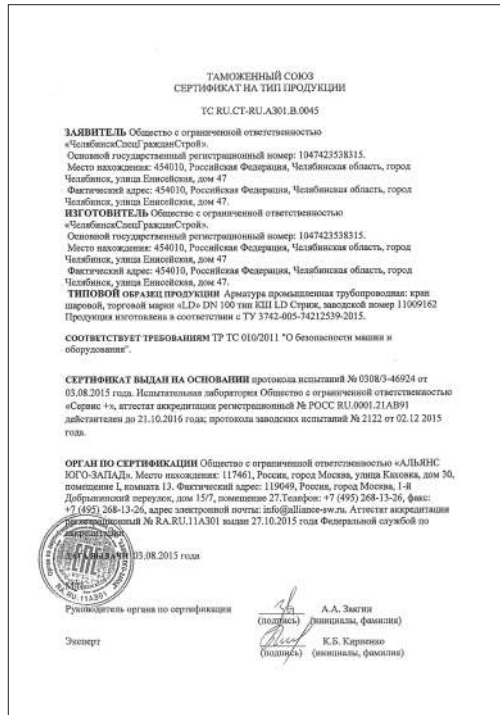 ТАМОЖЕННЫЙ СОЮЗ
СЕРТИФИКАТ НА ТИП ПРОДУКЦИИ
ТС RU.CT-RU.A301.B.0045
ЗАЯВИТЕЛЬ Общество с ограниченной ответственностью
«ЧелябинскСпецГражданСтрой».
Основной государственный регистрационный номер: 1047423538315.
Место нахождения: 454010, Российская Федерация, Челябинская область, город
Челябинск, улица Енисейская, дом 47
Фактический адрес: 454010, Российская Федерация, Челябинская область, город
Челябинск, улица Енисейская, дом 47.
ИЗГОТОВИТЕЛЬ Общество с ограниченной ответственностью
«ЧелябинскСпецГражданСтрой».
Основной государственный регистрационный номер: 1047423538315.
Место нахождения: 454010, Российская Федерация, Челябинская область, город
Челябинск, улица Енисейская, дом 47
Фактический адрес: 454010, Российская Федерация, Челябинская область, город
Челябинск, улица Енисейская, дом 47.
ТИПОВОЙ ОБРАЗЕЦ ПРОДУКЦИИ Арматура промышленная трубопроводная: кран
шаровой, торговой марки «LD» DN 100 тип КШ LD Стриж, заводской номер 11009162
Продукция изготовлена в соответствии с ТУ 3742-005-74212539-2015.
СООТВЕТСТВУЕТ ТРЕБОВАНИЯМ ТР ТС 010/2011 "О безопасности машин и
оборудования".
СЕРТИФИКАТ ВЫДАН НА ОСНОВАНИИ протокола испытаний № 0308/3-46924 от
03.08.2015 года. Испытательная лаборатория Общество с ограниченной ответственностью
«Сервис +», аттестат аккредитации регистрационный № РОСС RU.0001.21АВ91
действителен до 21.10.2016 года; протокола заводских испытаний № 2122 от 02.12 2015
года.
ОРГАН ПО СЕРТИФИКАЦИИ Общество с ограниченной ответственностью «АЛЬЯНС
ЮГО-ЗАПАД». Место нахождения: 117461, Россия, город Москва, улица Каховка, дом 30,
помещение I, комната 13. Фактический адрес: 119049, Россия, город Москва, 1-й
Добрынинский переулок, дом 15/7, помещение 27.Телефон: +7 (495) 268-13-26, факс:
+7 (495) 268-13-26, адрес электронной почты: info@alliance-sw.ru. Аттестат аккредитации
регистрационный № RA.RU.11А301 выдан 27.10.2015 года Федеральной службой по
аккредитации
ДАТА ВЫДАЧИ 03.08.2015 года
EAC
RA.RU.11A301
Руководитель органа по сертификации
(подпись)
А.А. Звягин
(инициалы, фамилия)
Эксперт
(подпись)
К.Б. Кирненко
(инициалы, фамилия)